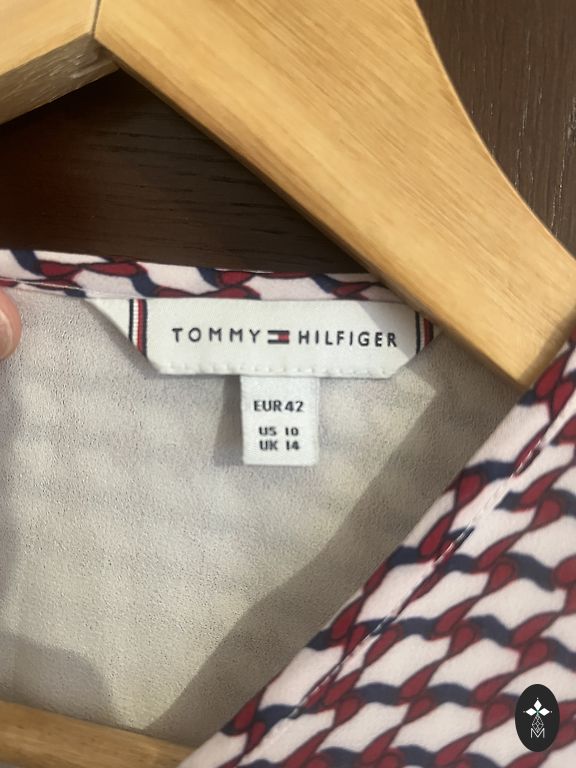 TOMMY HILFIGER
EUR 42
US 10
UK 14
M